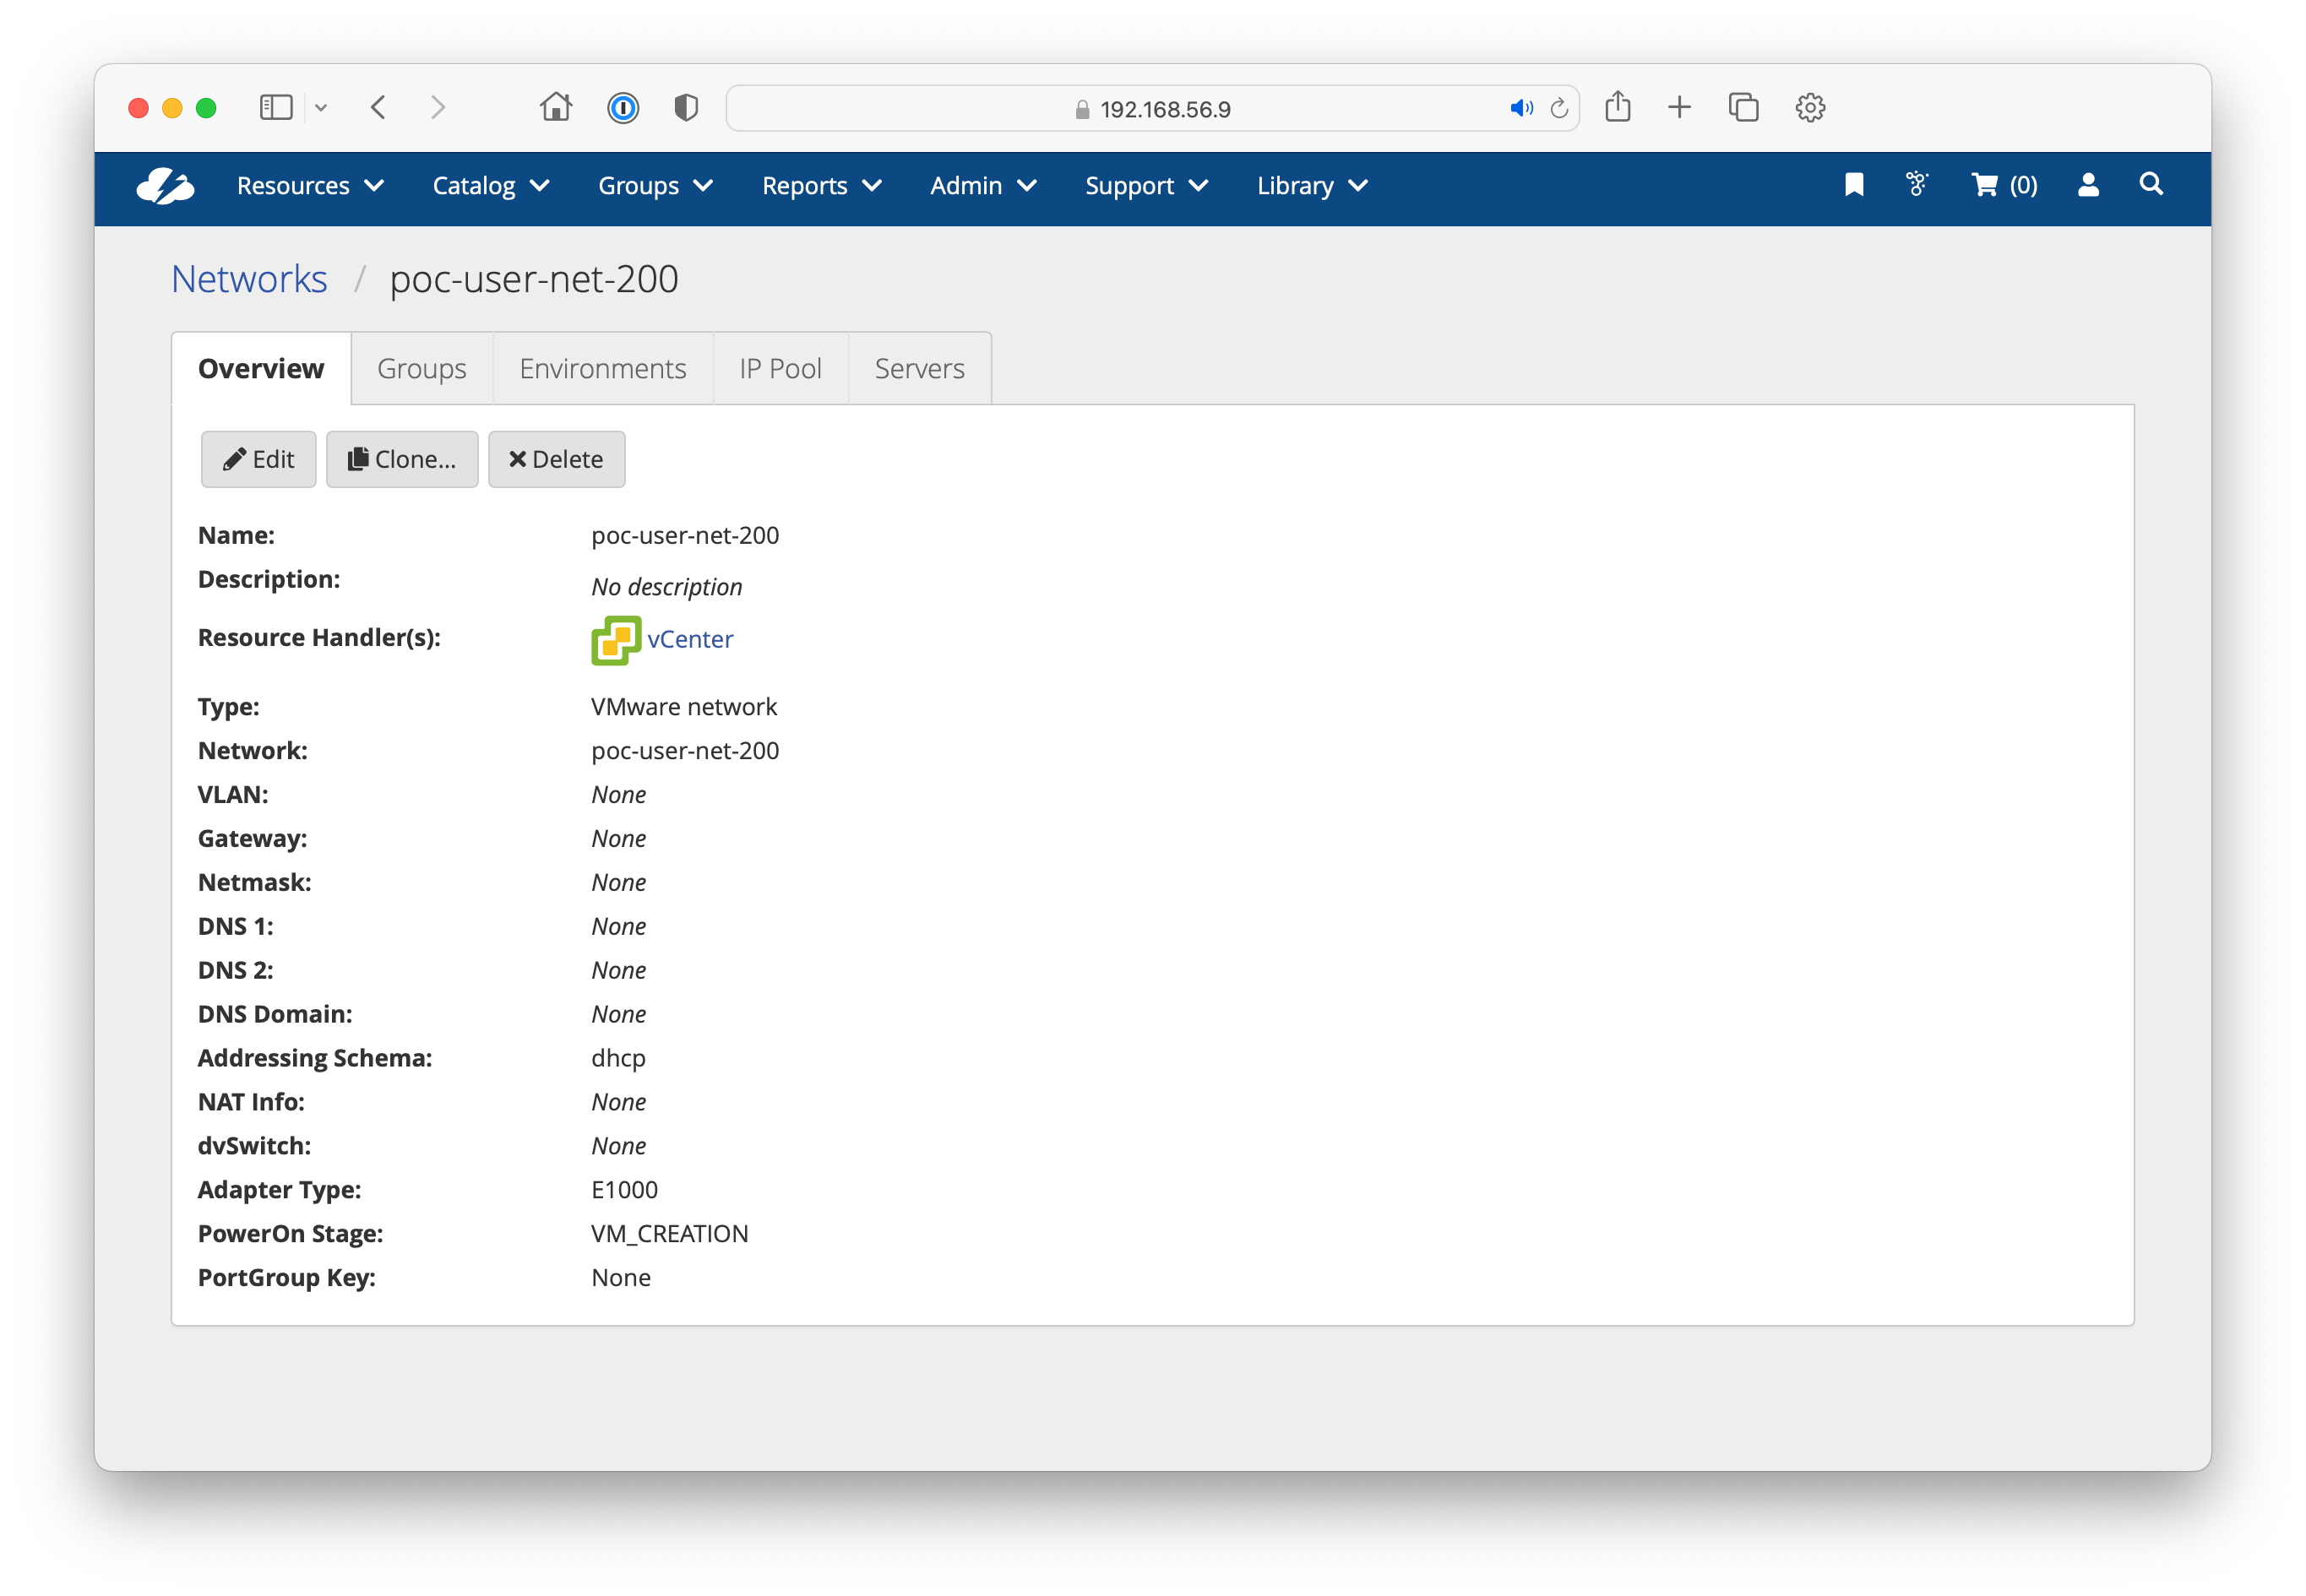 192.168.56.9
Resources Catalog Groups Reports Admin Support Library (0)
Networks / poc-user-net-200
Overview Groups Environments IP Pool Servers
Edit Clone... Delete
Name: poc-user-net-200
Description: No description
Resource Handler(s): vCenter
Type: VMware network
Network: poc-user-net-200
VLAN: None
Gateway: None
Netmask: None
DNS 1: None
DNS 2: None
DNS Domain: None
Addressing Schema: dhcp
NAT Info: None
dvSwitch: None
Adapter Type: E1000
PowerOn Stage: VM_CREATION
PortGroup Key: None